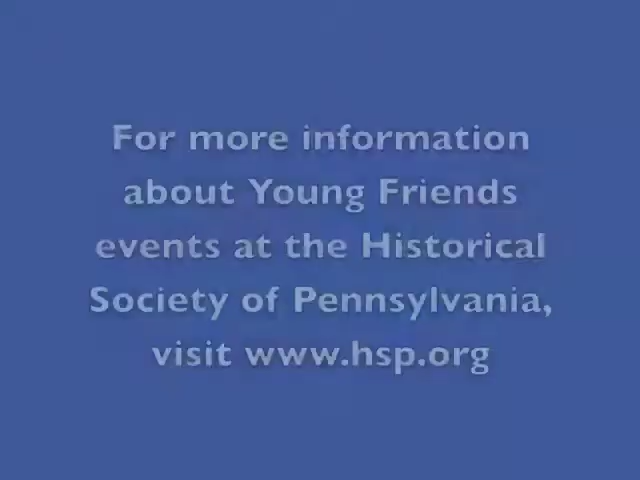 For more information
about Young Friends
events at the Historical
Society of Pennsylvania,
visit www.hsp.org